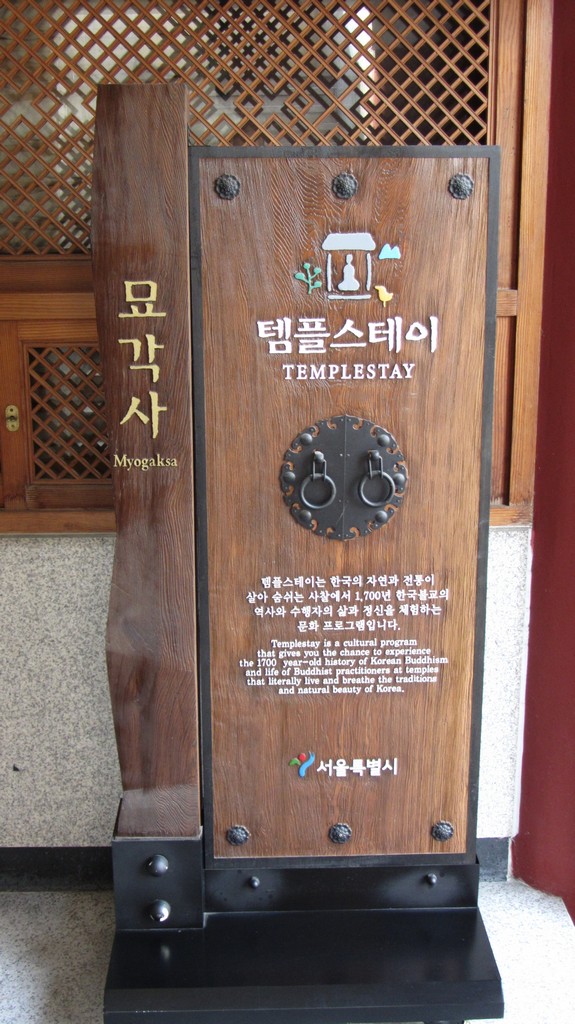 묘각사
Myogaksa
템플스테이
TEMPLESTAY
템플스테이는 한국의 자연과 전통이
살아 숨쉬는 사찰에서 1,700년 한국불교의
역사와 수행자의 삶과 정신을 체험하는
문화 프로그램입니다.
Templestay is a cultural program
that gives you the chance to experience
the 1700 year-old history of Korean Buddhism
and life of Buddhist practitioners at temples
that literally live and breathe the traditions
and natural beauty of Korea.
서울특별시